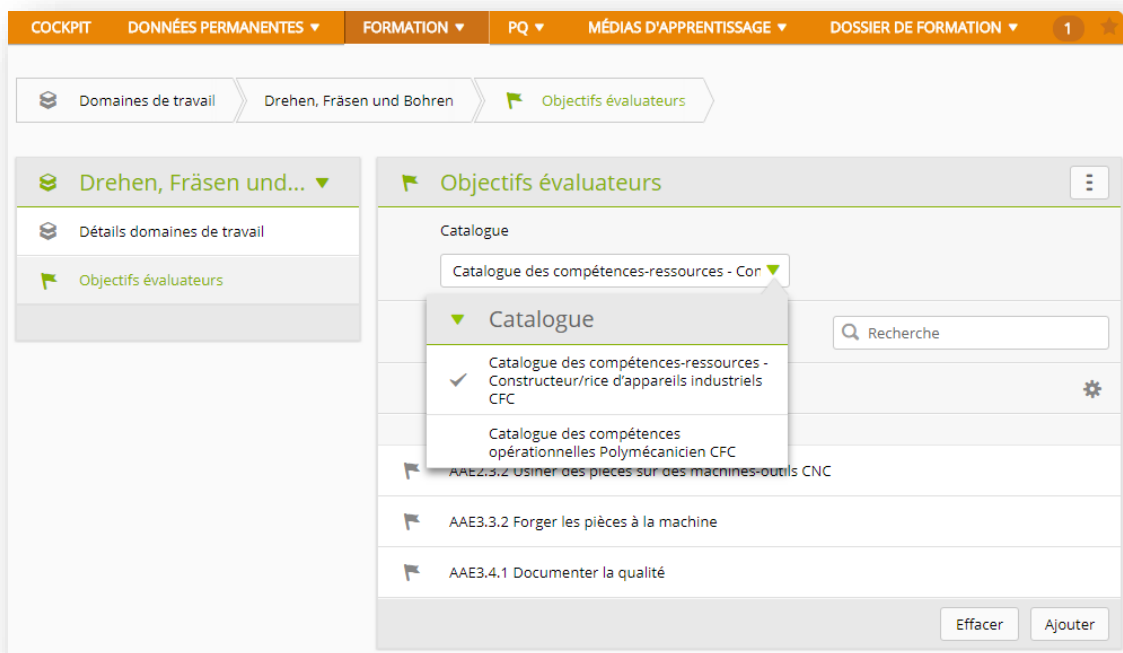 COCKPIT DONNÉES PERMANENTES ▼ FORMATION ▼ PQ ▼ MÉDIAS D'APPRENTISSAGE ▼ DOSSIER DE FORMATION ▼ 1
Domaines de travail Drehen, Fräsen und Bohren Objectifs évaluateurs
Drehen, Fräsen und... ▼
Détails domaines de travail
Objectifs évaluateurs
Objectifs évaluateurs
Catalogue
Catalogue des compétences-ressources - Con ▼
▼ Catalogue
Catalogue des compétences-ressources -
Constructeur/rice d'appareils industriels
CFC
Catalogue des compétences
opérationnelles Polymécanicien CFC
Recherche
AAE2.3.2 Usiner des pièces sur des machines-outils CNC
AAE3.3.2 Forger les pièces à la machine
AAE3.4.1 Documenter la qualité
Effacer Ajouter